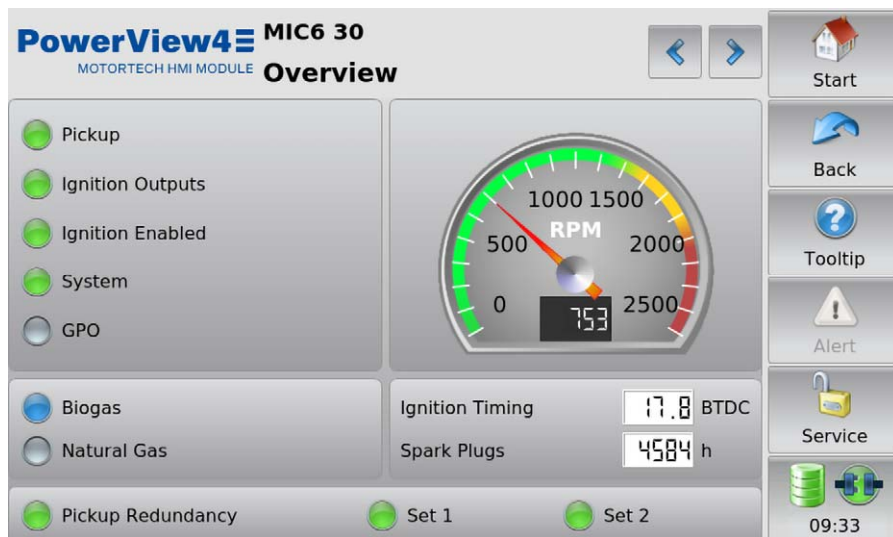 PowerView4
MOTORTECH HMI MODULE
MIC6 30
Overview
Start
Back
Tooltip
Alert
Service
09:33
Pickup
Ignition Outputs
Ignition Enabled
System
GPO
0
500
1000
1500
2000
2500
RPM
753
Biogas
Natural Gas
Ignition Timing 17.8 BTDC
Spark Plugs 4584 h
Pickup Redundancy Set 1 Set 2